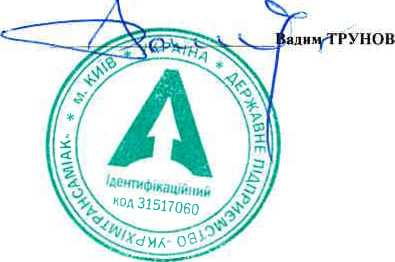 Вадим ТРУНОВ
* М. КИЇВ * УКРАЇНА * ДЕРЖАВНЕ ПІДПРИЄМСТВО "УКРХІМТРАНСАМІАК"
Ідентифікаційний
код 31517060